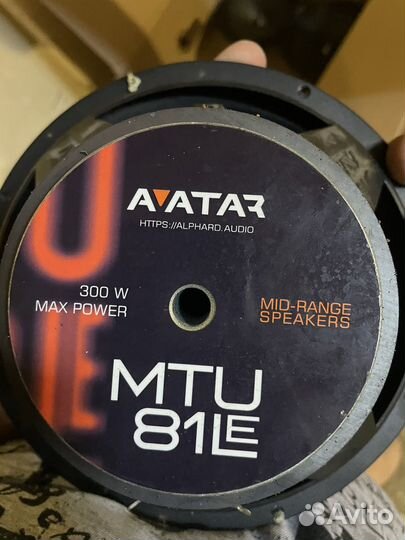 AVATAR
HTTPS://ALPHARD.AUDIO
300 W
MAX POWER
MID-RANGE
SPEAKERS
MTU
81LE
Avito